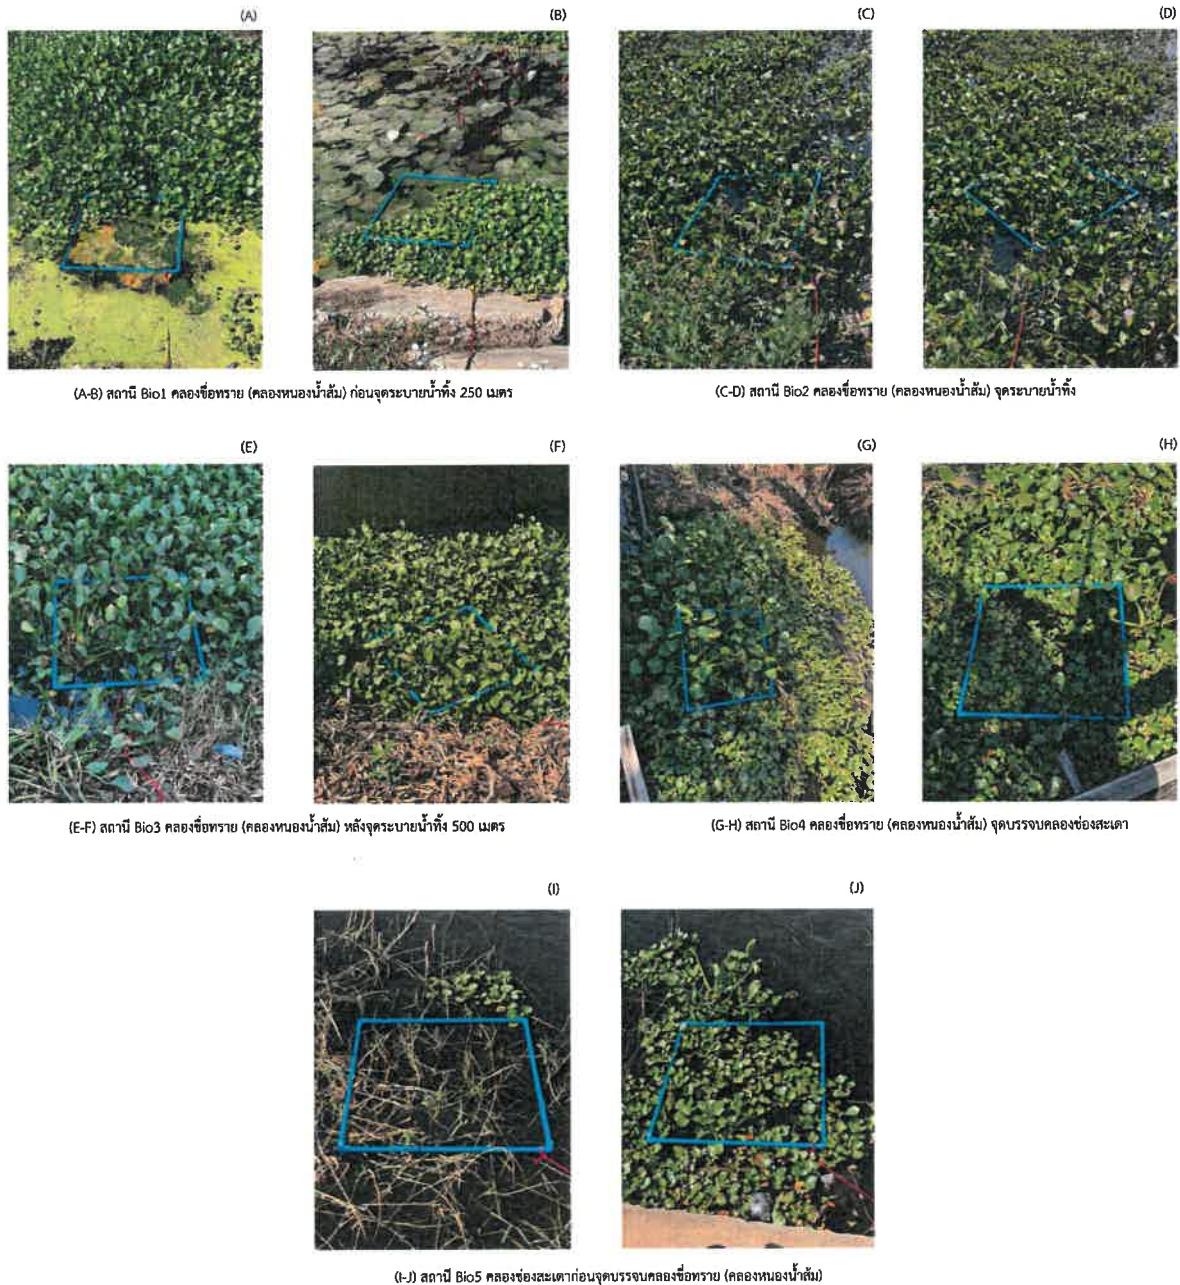 (A)
(B)
(C)
(D)
(A-B) สถานี Bio1 คลองขื่อทราย (คลองหนองน้ำส้ม) ก่อนจุดระบายน้ำทิ้ง 250 เมตร
(C-D) สถานี Bio2 คลองขื่อทราย (คลองหนองน้ำส้ม) จุดระบายน้ำทิ้ง
(E)
(F)
(G)
(H)
(E-F) สถานี Bio3 คลองขื่อทราย (คลองหนองน้ำส้ม) หลังจุดระบายน้ำทิ้ง 500 เมตร
(G-H) สถานี Bio4 คลองขื่อทราย (คลองหนองน้ำส้ม) จุดบรรจบคลองช่องสะเดา
(I)
(J)
(I-J) สถานี Bio5 คลองช่องสะเดาก่อนจุดบรรจบคลองขื่อทราย (คลองหนองน้ำส้ม)